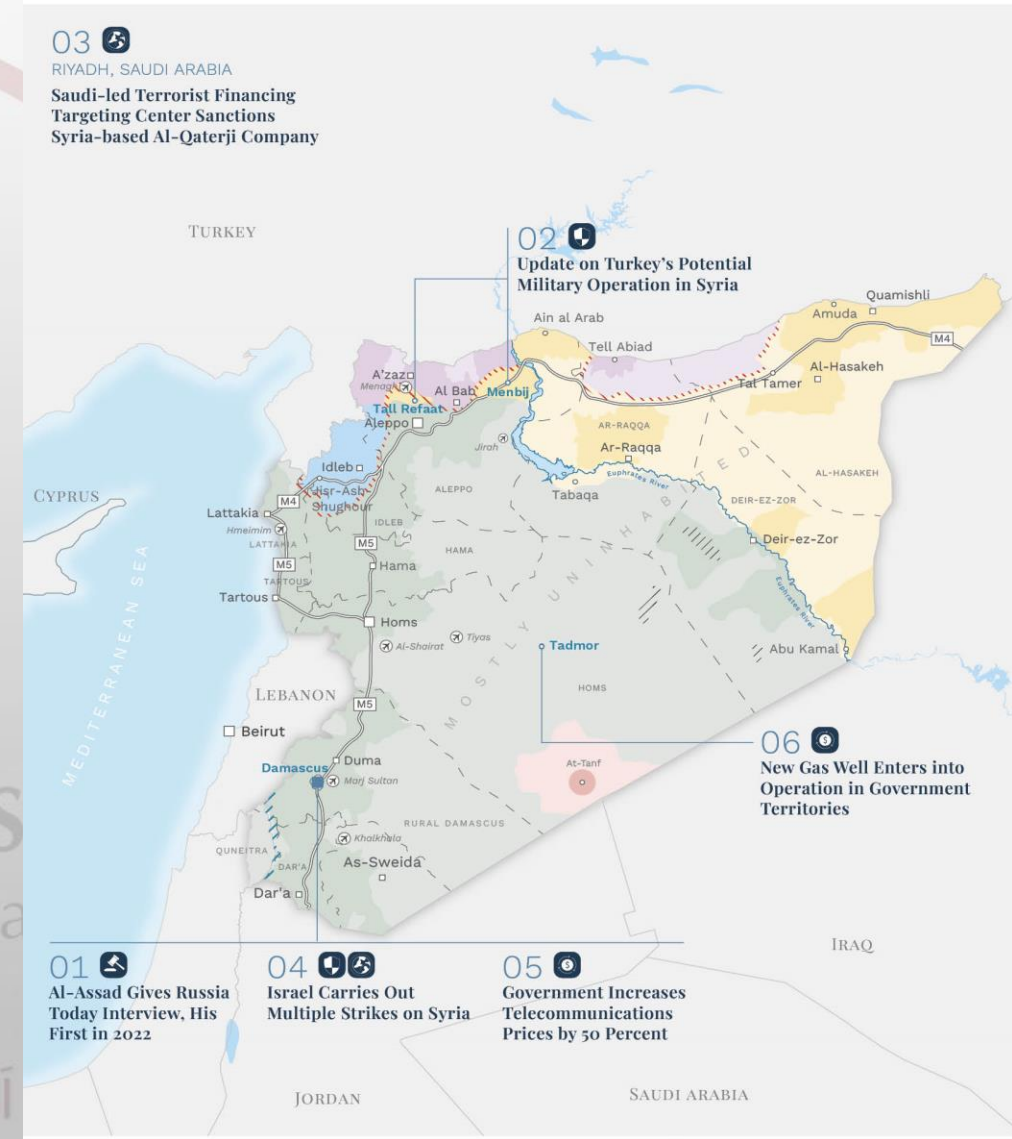 03
RIYADH, SAUDI ARABIA
Saudi-led Terrorist Financing
Targeting Center Sanctions
Syria-based Al-Qaterji Company
TURKEY
02
Update on Turkey's Potential
Military Operation in Syria
Quamishli
Amuda
Ain al Arab
Tell Abiad
M4
A'zaz
Menagh
Al Bab
Menbij
Tal Tamer
Al-Hasakeh
Tall Refaat
Aleppo
AR-RAQQA
Jirah
Ar-Raqqa
Idleb
Euphrates River
AL-HASAKEH
CYPRUS
Jisr-Ash
Shughour
ALEPPO
Tabaqa
DEIR-EZ-ZOR
M4
Lattakia
IDLEB
Hmeimim
LATTAKIA
M5
HAMA
Deir-ez-Zor
M5
Hama
TARTOUS
Euphrates River
Tartous
Homs
Al-Shairat
Tiyas
Tadmor
Abu Kamal
MOSTLY UNINHABITED
HOMS
MEDITERRANEAN SEA
LEBANON
M5
Beirut
06
New Gas Well Enters into
Operation in Government
Territories
Duma
Damascus
Marj Sultan
At-Tanf
RURAL DAMASCUS
Khalkhala
QUNEITRA
As-Sweida
DAR'A
Dar'a
IRAQ
01
Al-Assad Gives Russia
Today Interview, His
First in 2022
04
Israel Carries Out
Multiple Strikes on Syria
05
Government Increases
Telecommunications
Prices by 50 Percent
JORDAN
SAUDI ARABIA